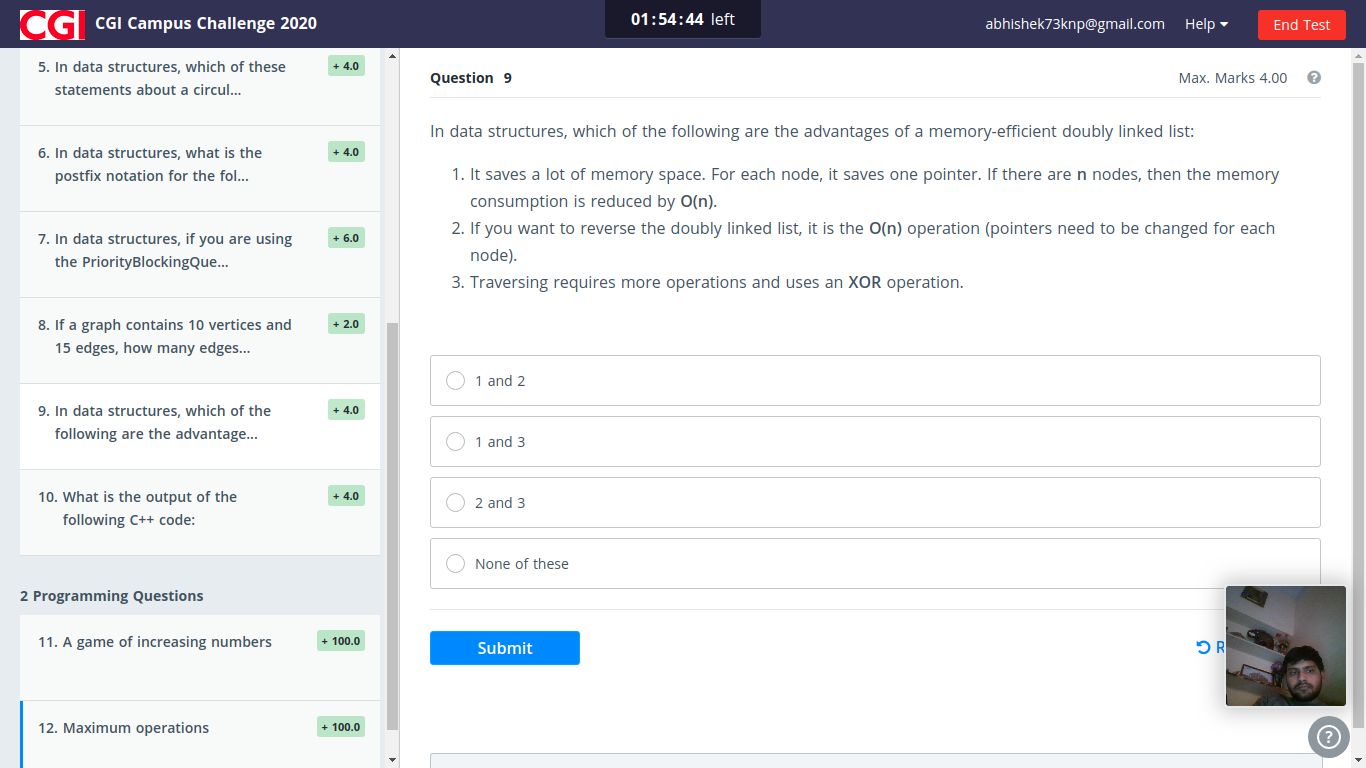 CGI CGI Campus Challenge 2020
01:54:44 left
abhishek73knp@gmail.com Help
End Test
5. In data structures, which of these
statements about a circul...
+ 4.0
6. In data structures, what is the
postfix notation for the fol...
+ 4.0
7. In data structures, if you are using
the PriorityBlockingQue...
+ 6.0
8. If a graph contains 10 vertices and
15 edges, how many edges...
+ 2.0
9. In data structures, which of the
following are the advantage...
+ 4.0
10. What is the output of the
following C++ code:
+ 4.0
2 Programming Questions
11. A game of increasing numbers
+ 100.0
12. Maximum operations
+ 100.0
Question 9
Max. Marks 4.00
?
In data structures, which of the following are the advantages of a memory-efficient doubly linked list:
1. It saves a lot of memory space. For each node, it saves one pointer. If there are n nodes, then the memory
consumption is reduced by O(n).
2. If you want to reverse the doubly linked list, it is the O(n) operation (pointers need to be changed for each
node).
3. Traversing requires more operations and uses an XOR operation.
1 and 2
1 and 3
2 and 3
None of these
Submit
R
?